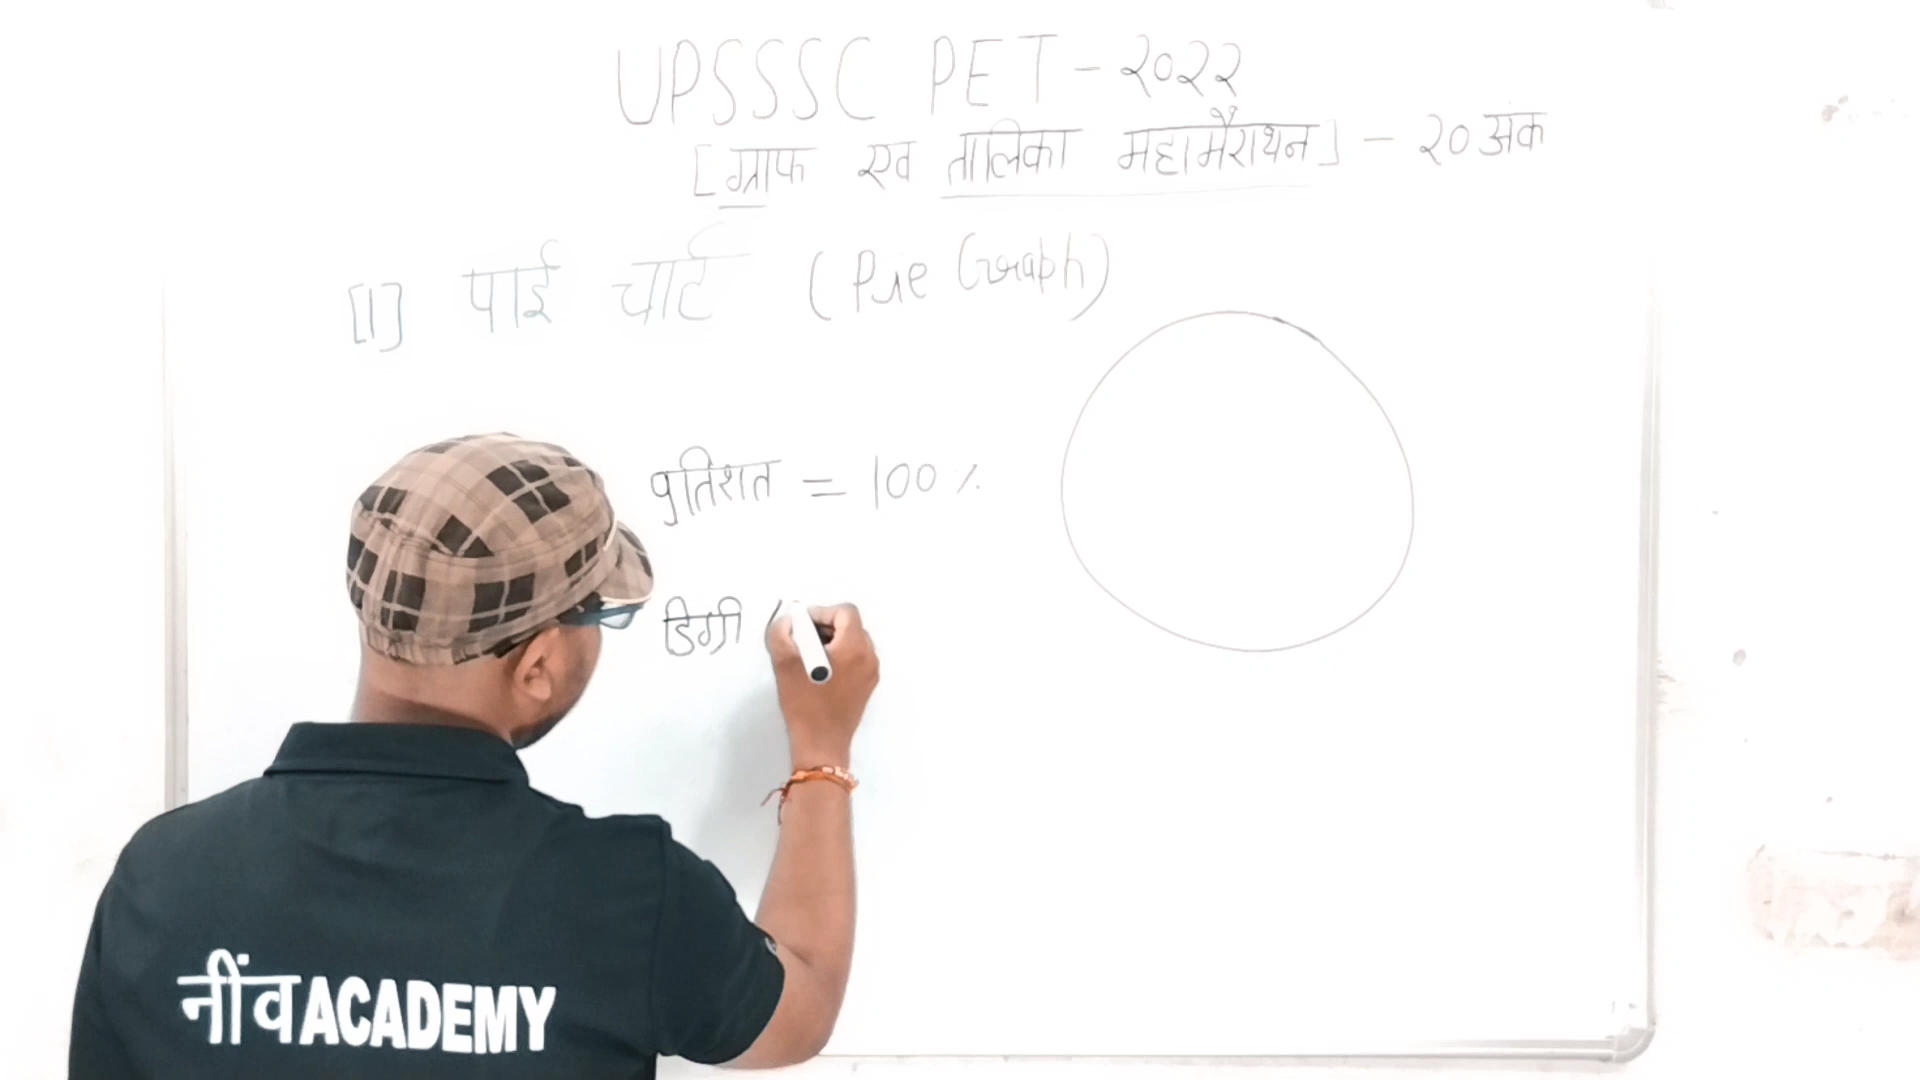 UPSSSC PET - २०२२
[ग्राफ एव तालिका महामैराथन] - २० अंक
[1] पाई चार्ट (Pie Graph)
प्रतिशत = 100 %
डिग्री (
नींव ACADEMY